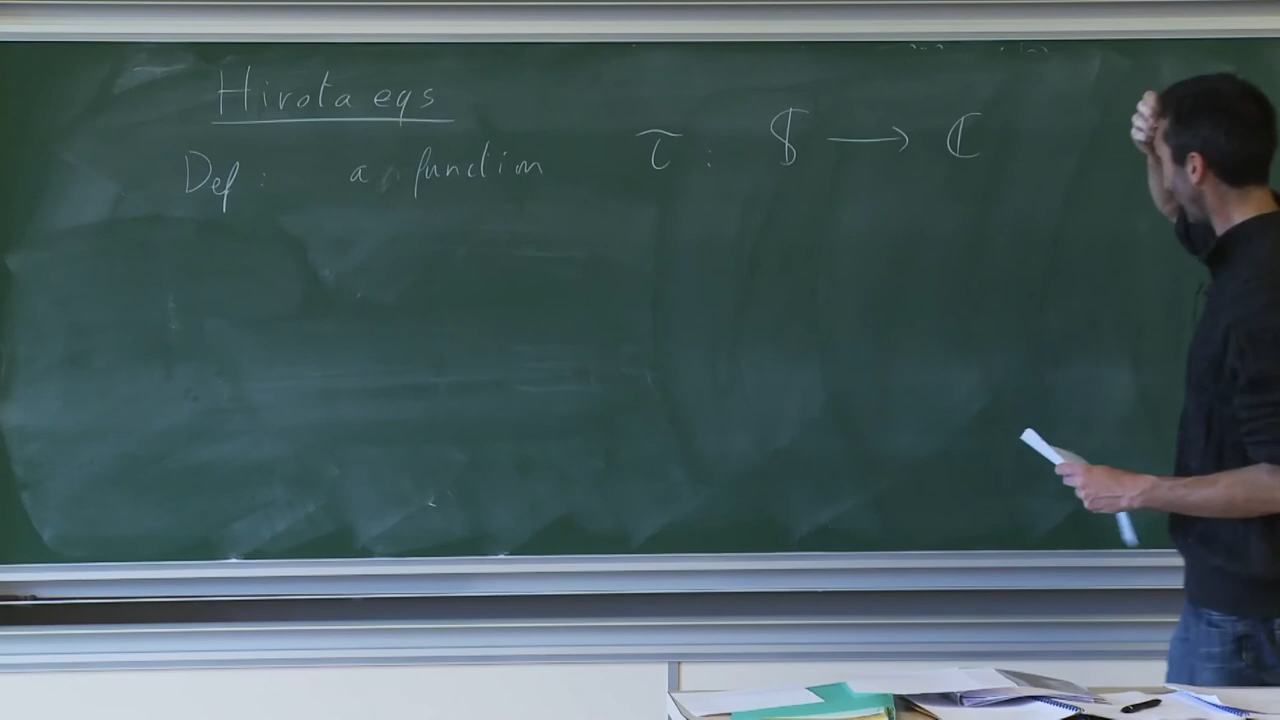 Hirota eqs
Def : a function τ : 𝕊 ⟶ ℂ